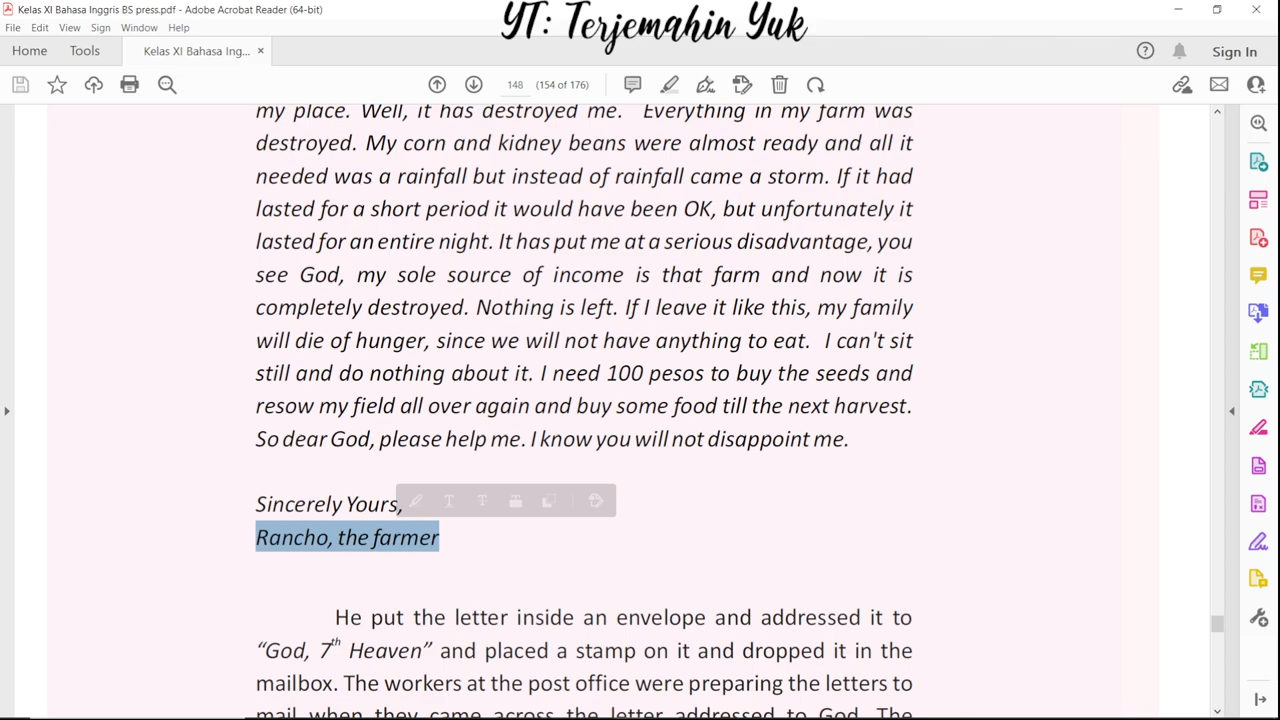 Kelas XI Bahasa Inggris BS press.pdf - Adobe Acrobat Reader (64-bit)
YT: Terjemahin Yuk
File Edit View Sign Window Help
Home Tools Kelas XI Bahasa Ing... × Sign In
148 (154 of 176)
my place. Well, it has destroyed me. Everything in my farm was
destroyed. My corn and kidney beans were almost ready and all it
needed was a rainfall but instead of rainfall came a storm. If it had
lasted for a short period it would have been OK, but unfortunately it
lasted for an entire night. It has put me at a serious disadvantage, you
see God, my sole source of income is that farm and now it is
completely destroyed. Nothing is left. If I leave it like this, my family
will die of hunger, since we will not have anything to eat. I can't sit
still and do nothing about it. I need 100 pesos to buy the seeds and
resow my field all over again and buy some food till the next harvest.
So dear God, please help me. I know you will not disappoint me.
Sincerely Yours,
Rancho, the farmer
He put the letter inside an envelope and addressed it to
“God, 7th Heaven” and placed a stamp on it and dropped it in the
mailbox. The workers at the post office were preparing the letters to
mail when they came across the letter addressed to God. The